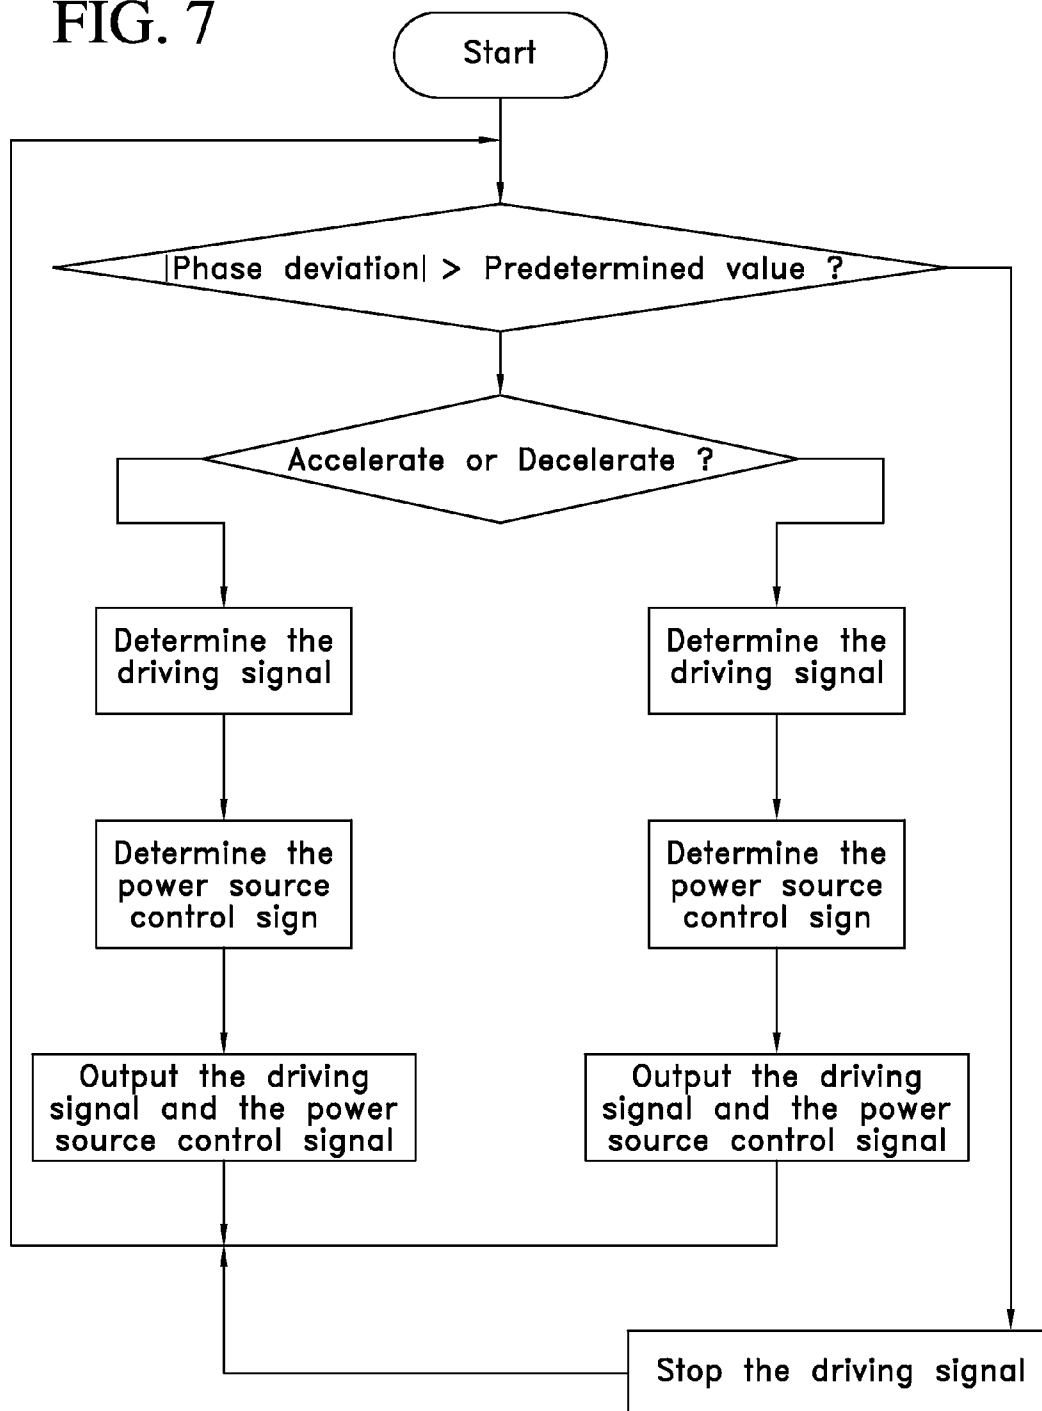 FIG. 7
Start
|Phase deviation| > Predetermined value ?
Accelerate or Decelerate ?
Determine the
driving signal
Determine the
driving signal
Determine the
power source
control sign
Determine the
power source
control sign
Output the driving
signal and the power
source control signal
Output the driving
signal and the power
source control signal
Stop the driving signal